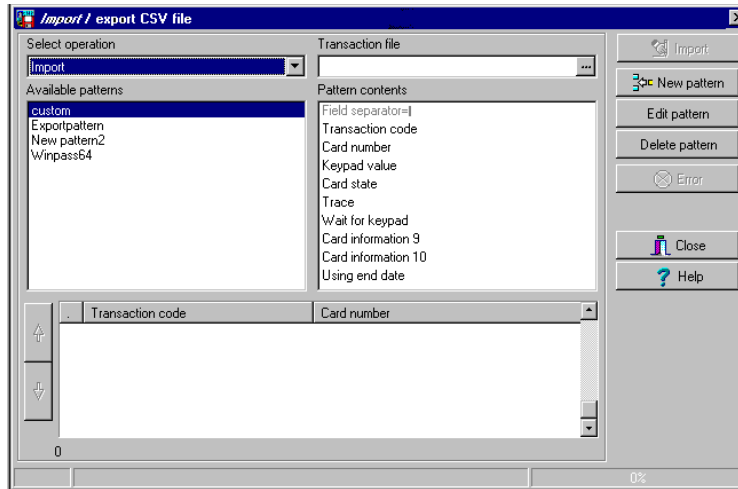 Import / export CSV file
Select operation
Import
Transaction file
...
Available patterns
custom
Exportpattern
New pattern2
Winpass64
Pattern contents
Field separator=|
Transaction code
Card number
Keypad value
Card state
Trace
Wait for keypad
Card information 9
Card information 10
Using end date
Import
New pattern
Edit pattern
Delete pattern
Error
Close
? Help
. Transaction code Card number
0
0%